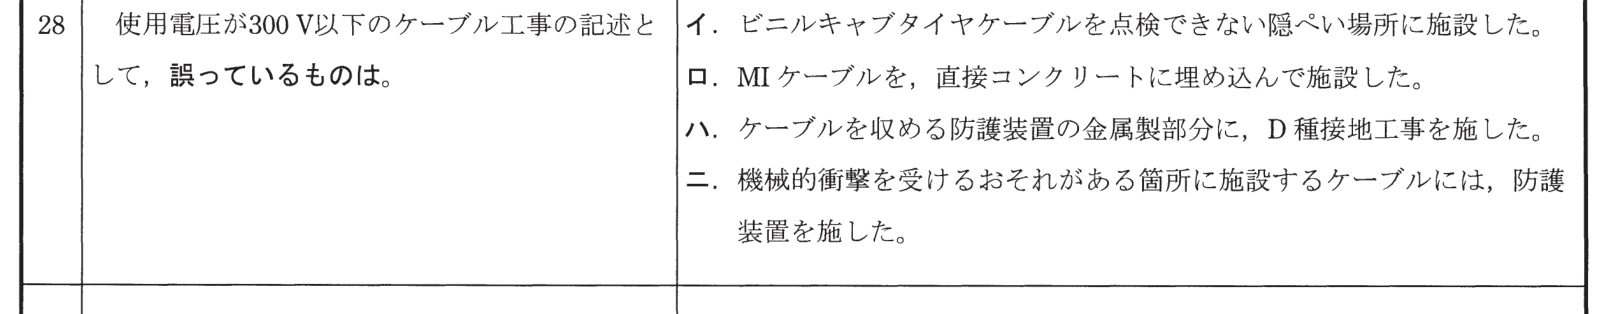 28
使用電圧が300 V以下のケーブル工事の記述と
して，誤っているものは。
イ．ビニルキャブタイヤケーブルを点検できない隠ぺい場所に施設した。
ロ．MI ケーブルを，直接コンクリートに埋め込んで施設した。
ハ．ケーブルを収める防護装置の金属製部分に，D 種接地工事を施した。
ニ．機械的衝撃を受けるおそれがある箇所に施設するケーブルには，防護
装置を施した。